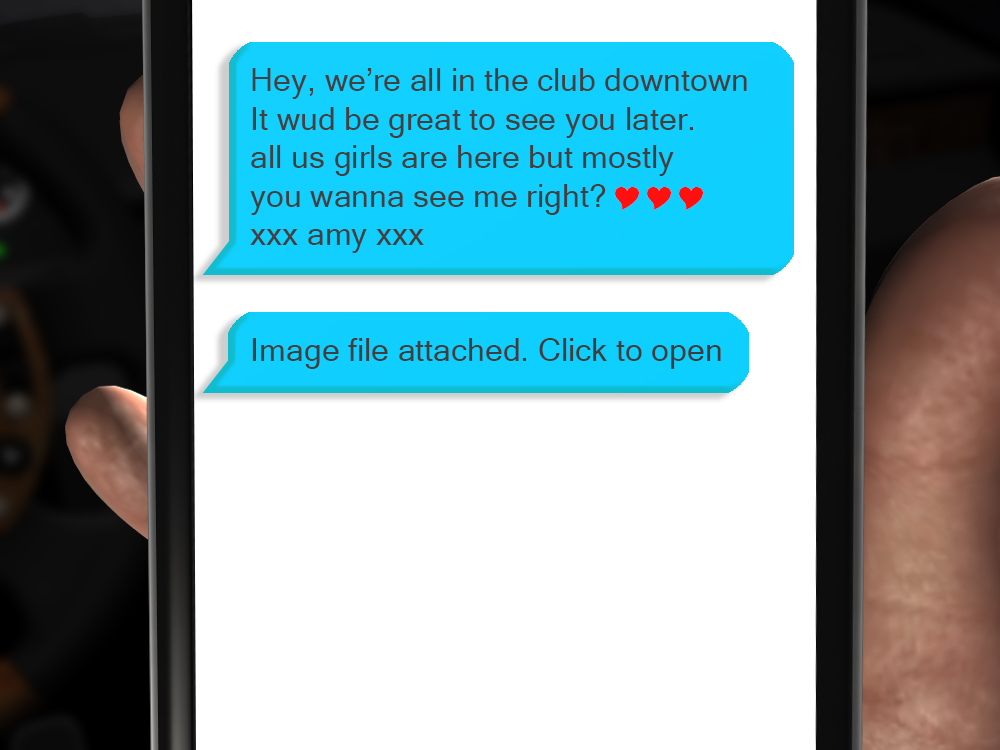 Hey, we’re all in the club downtown
It wud be great to see you later.
all us girls are here but mostly
you wanna see me right? ♥♥♥
xxx amy xxx
Image file attached. Click to open